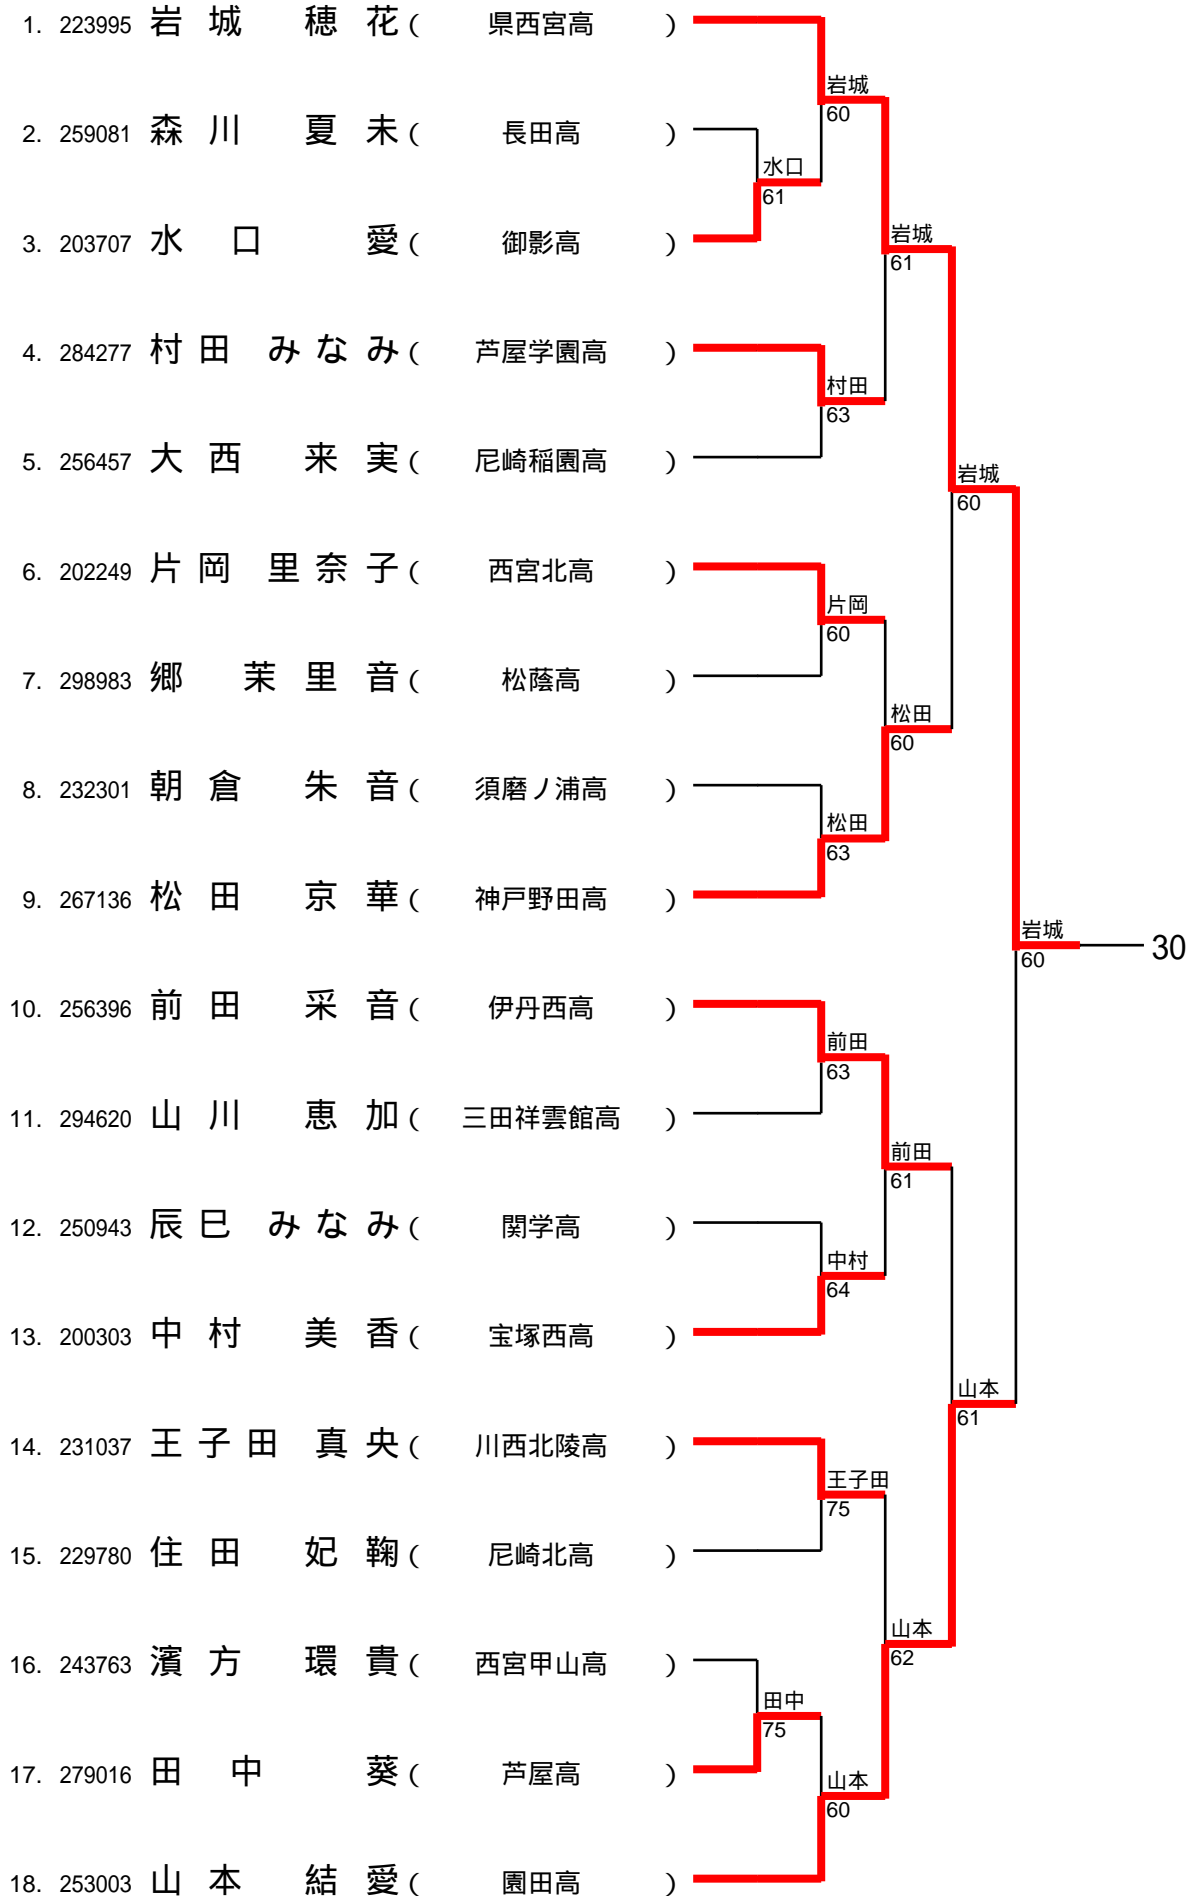 1. 223995 岩城 穂花 ( 県西宮高 )
岩城
60
2. 259081 森川 夏未 ( 長田高 )
水口
61
3. 203707 水口 愛 ( 御影高 )
岩城
61
4. 284277 村田 みなみ ( 芦屋学園高 )
村田
63
5. 256457 大西 来実 ( 尼崎稲園高 )
岩城
60
6. 202249 片岡 里奈子 ( 西宮北高 )
片岡
60
7. 298983 郷 茉里音 ( 松蔭高 )
松田
60
8. 232301 朝倉 朱音 ( 須磨ノ浦高 )
松田
63
9. 267136 松田 京華 ( 神戸野田高 )
岩城
60
30
10. 256396 前田 采音 ( 伊丹西高 )
前田
63
11. 294620 山川 恵加 ( 三田祥雲館高 )
前田
61
12. 250943 辰巳 みなみ ( 関学高 )
中村
64
13. 200303 中村 美香 ( 宝塚西高 )
山本
61
14. 231037 王子田 真央 ( 川西北陵高 )
王子田
75
15. 229780 住田 妃鞠 ( 尼崎北高 )
山本
62
16. 243763 濱方 環貴 ( 西宮甲山高 )
田中
75
17. 279016 田中 葵 ( 芦屋高 )
山本
60
18. 253003 山本 結愛 ( 園田高 )